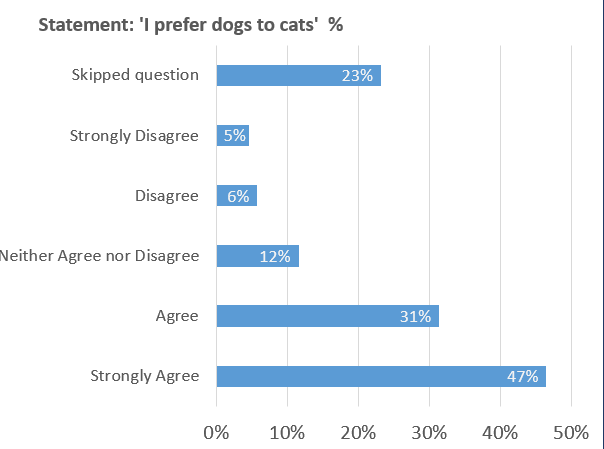 Statement: 'I prefer dogs to cats'  %
Skipped question 23%
Strongly Disagree 5%
Disagree 6%
Neither Agree nor Disagree 12%
Agree 31%
Strongly Agree 47%
0% 10% 20% 30% 40% 50%